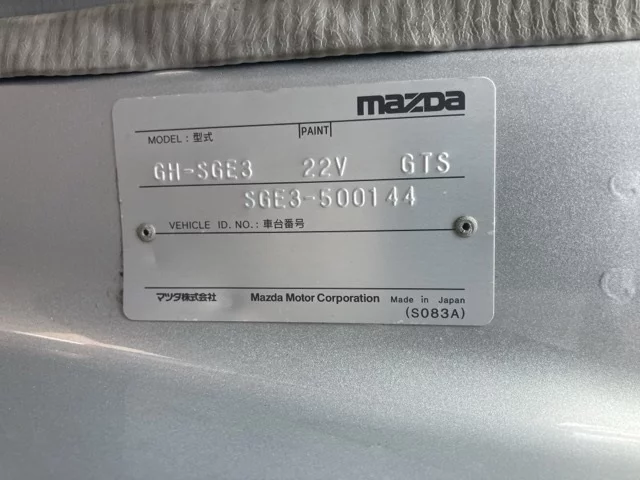 mazda
MODEL : 型式 PAINT
GH-SGE3 22V GTS
SGE3-500144
VEHICLE ID. NO.: 車台番号
マツダ株式会社 Mazda Motor Corporation Made in Japan
(S083A)